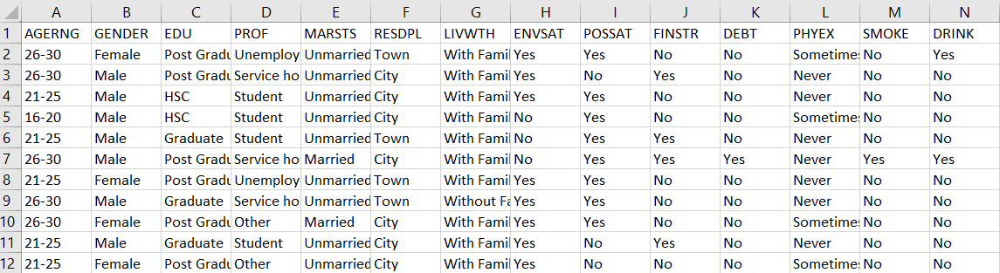 A B C D E F G H I J K L M N
1 AGERNG GENDER EDU PROF MARSTS RESDPL LIVWTH ENVSAT POSSAT FINSTR DEBT PHYEX SMOKE DRINK
2 26-30 Female Post Gradu Unemploy Unmarried Town With Famil Yes Yes No No Sometimes No Yes
3 26-30 Male Post Gradu Service ho Unmarried City With Famil Yes No Yes No Never No No
4 21-25 Male HSC Student Unmarried City With Famil Yes Yes No No Never No No
5 16-20 Male HSC Student Unmarried City With Famil No Yes No No Sometimes No No
6 21-25 Male Graduate Student Unmarried Town With Famil No Yes Yes No Never No No
7 26-30 Male Post Gradu Service ho Married City With Famil No Yes Yes Yes Never Yes Yes
8 21-25 Female Post Gradu Unemploy Unmarried Town With Famil Yes Yes No No Never No No
9 26-30 Male Graduate Service ho Unmarried Town Without Fa Yes Yes No No Never No No
10 26-30 Female Post Gradu Other Married City With Famil Yes Yes No No Sometimes No No
11 21-25 Male Graduate Student Unmarried City With Famil Yes No Yes No Never No No
12 21-25 Female Post Gradu Other Unmarried City With Famil Yes No No No Sometimes No No